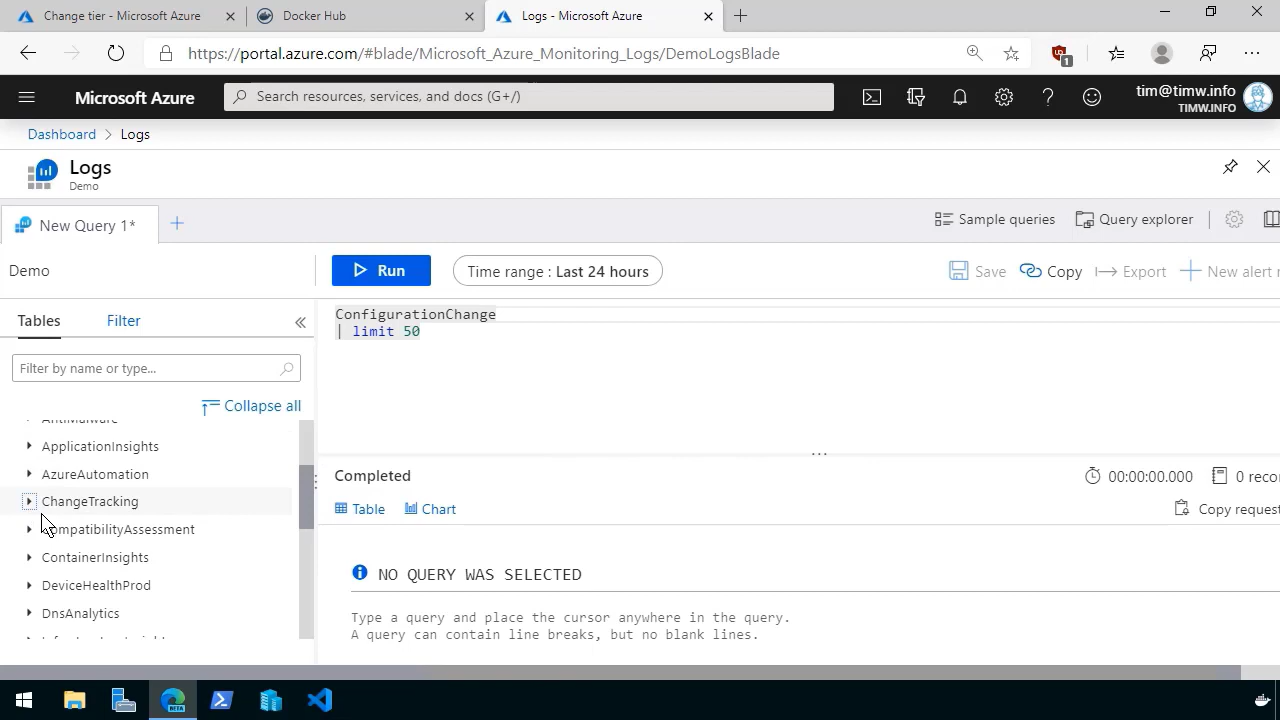 Change tier - Microsoft Azure
Docker Hub
Logs - Microsoft Azure
https://portal.azure.com/#blade/Microsoft_Azure_Monitoring_Logs/DemoLogsBlade
1
Microsoft Azure
Search resources, services, and docs (G+/)
tim@timw.info
TIMW.INFO
Dashboard > Logs
Logs
Demo
New Query 1*
Sample queries
Query explorer
Demo
Run
Time range : Last 24 hours
Save
Copy
Export
New alert r
Tables
Filter
ConfigurationChange
| limit 50
Filter by name or type...
Collapse all
AntiMalware
ApplicationInsights
AzureAutomation
ChangeTracking
CompatibilityAssessment
ContainerInsights
DeviceHealthProd
DnsAnalytics
Completed
00:00:00.000
0 recor
Table
Chart
Copy request
NO QUERY WAS SELECTED
Type a query and place the cursor anywhere in the query.
A query can contain line breaks, but no blank lines.
BETA